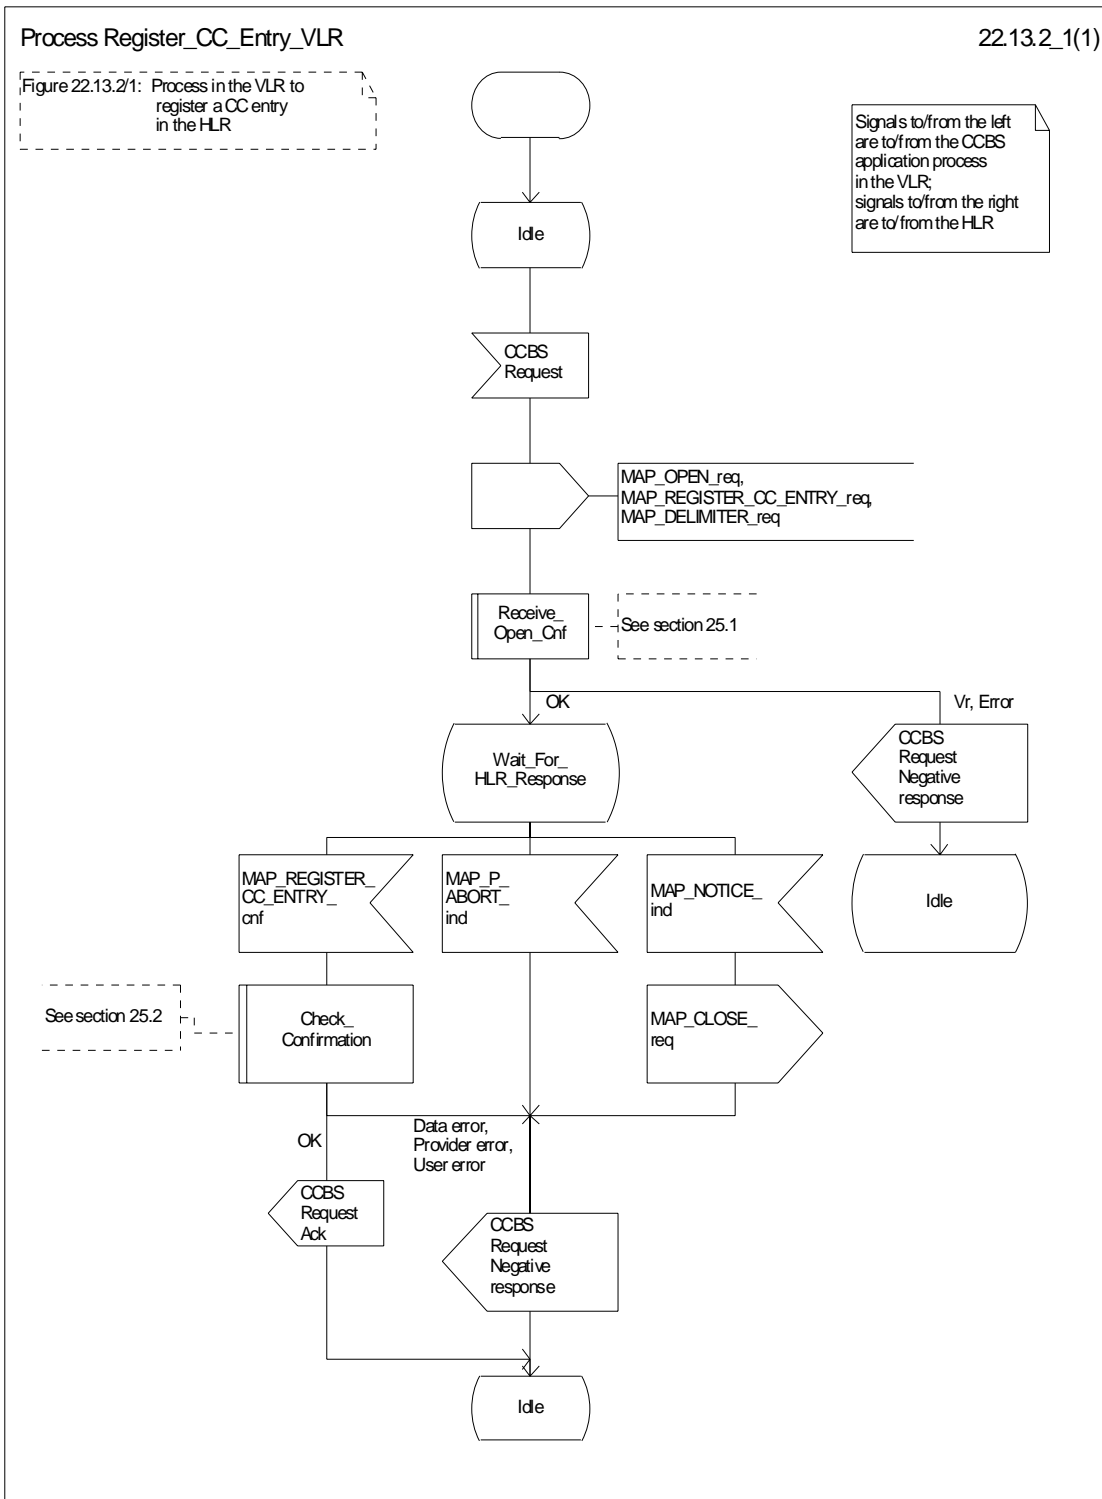 Process Register_CC_Entry_VLR
22.13.2_1(1)
Figure 22.13.2/1: Process in the VLR to
register a CC entry
in the HLR
Signals to/from the left
are to/from the CCBS
application process
in the VLR;
signals to/from the right
are to/from the HLR
Idle
CCBS
Request
MAP_OPEN_req,
MAP_REGISTER_CC_ENTRY_req,
MAP_DELIMITER_req
Receive_
Open_Cnf
See section 25.1
OK
Vr, Error
Wait_For_
HLR_Response
CCBS
Request
Negative
response
MAP_REGISTER_
CC_ENTRY_
cnf
MAP_P_
ABORT_
ind
MAP_NOTICE_
ind
Idle
See section 25.2
Check_
Confirmation
MAP_CLOSE_
req
OK
Data error,
Provider error,
User error
CCBS
Request
Ack
CCBS
Request
Negative
response
Idle